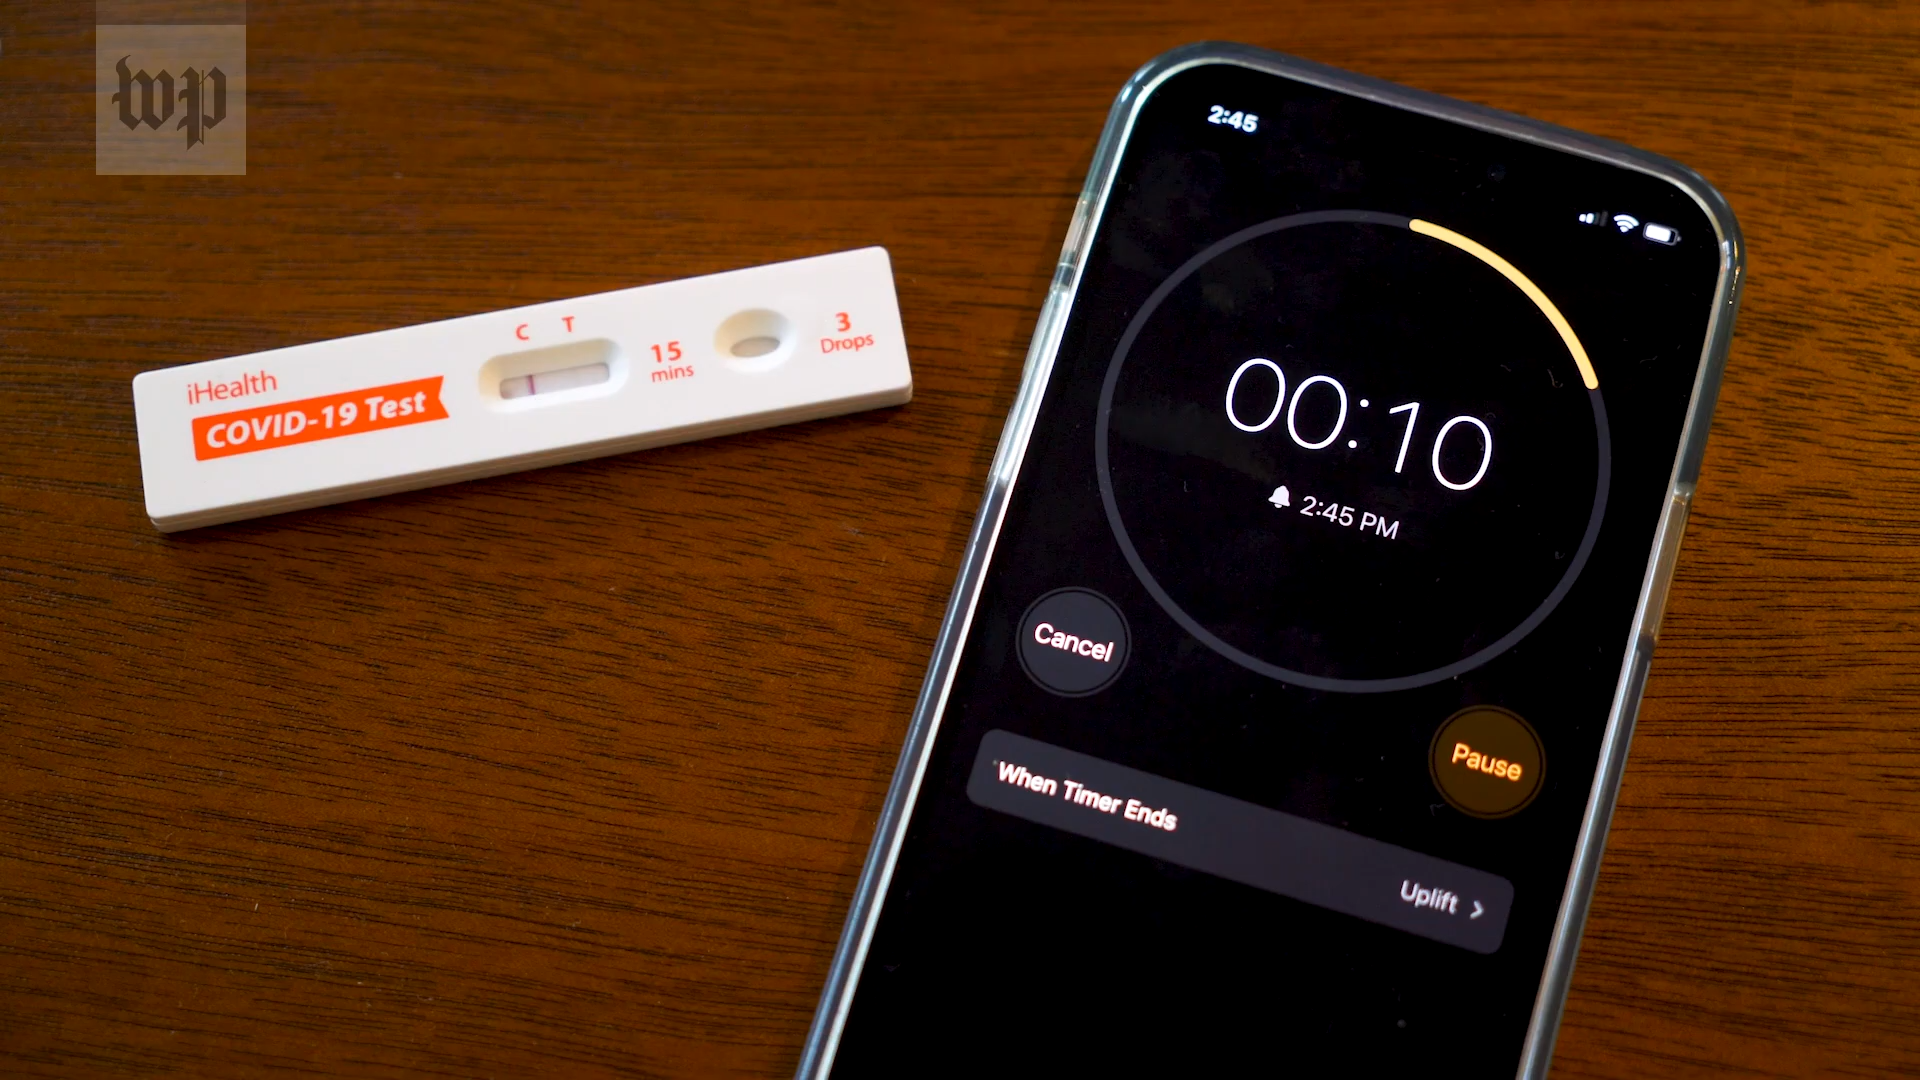 wp
iHealth
COVID-19 Test
C T
15
mins
3
Drops
2:45
00:10
2:45 PM
Cancel
Pause
When Timer Ends
Uplift >